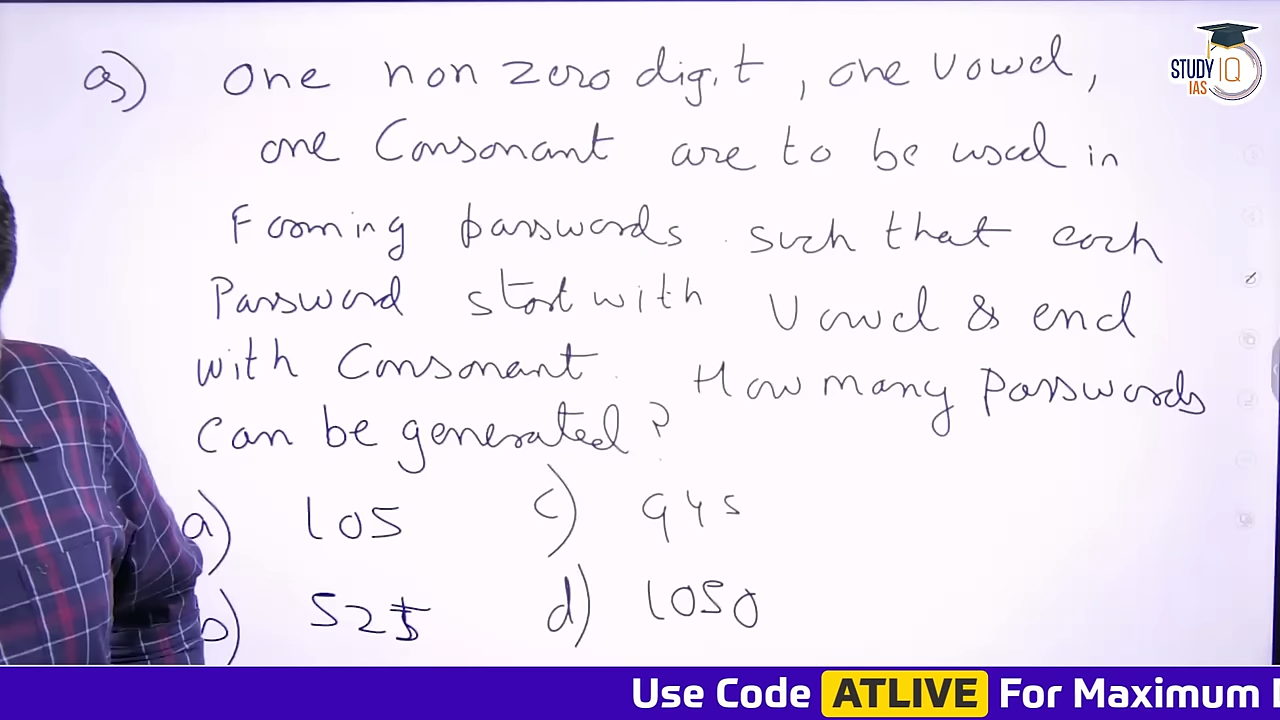 Q) One non zero digit, one vowel,
one Consonant are to be used in
Forming passwords such that each
Password start with Vowel & end
with Consonant. How many Passwords
Can be generated?
a) 105 c) 945
b) 525 d) 1050
STUDY IQ
IAS
Use Code ATLIVE For Maximum